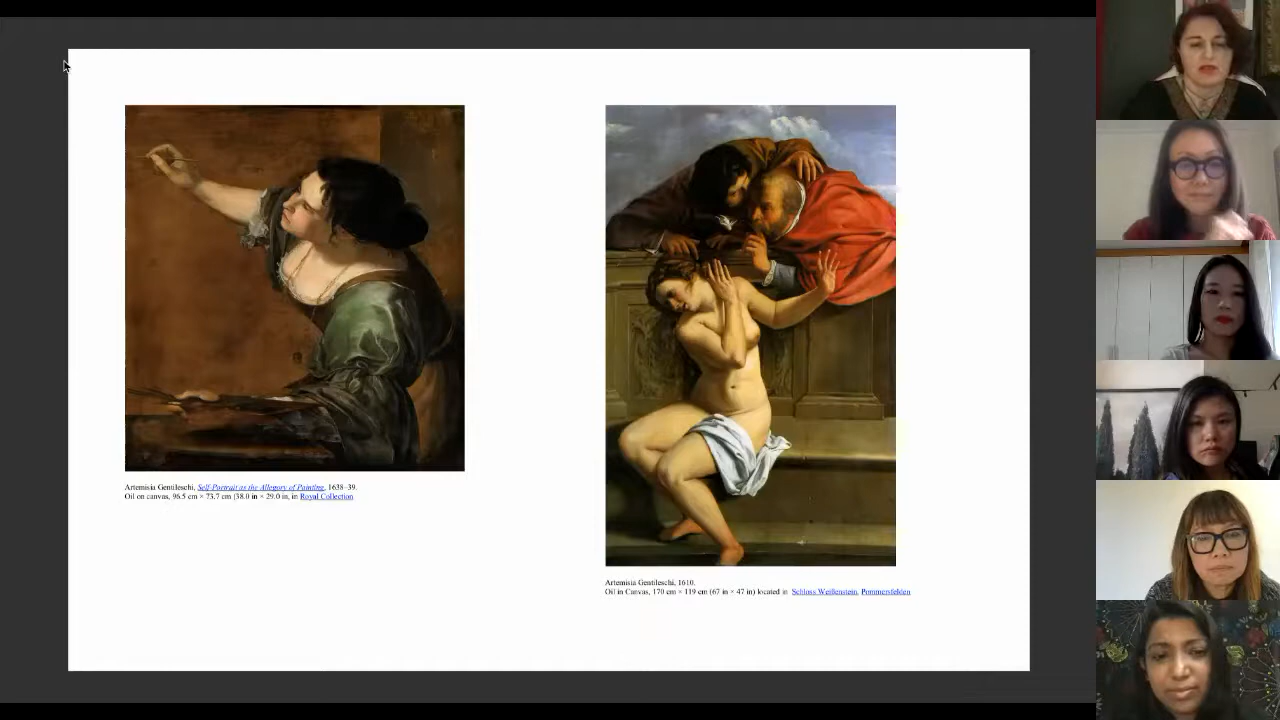 Artemisia Gentileschi, Self-Portrait as the Allegory of Painting, 1638–39.
Oil on canvas, 96.5 cm × 73.7 cm (38.0 in × 29.0 in, in Royal Collection
Artemisia Gentileschi, 1610.
Oil in Canvas, 170 cm × 119 cm (67 in × 47 in) located in Schloss Weißenstein, Pommersfelden